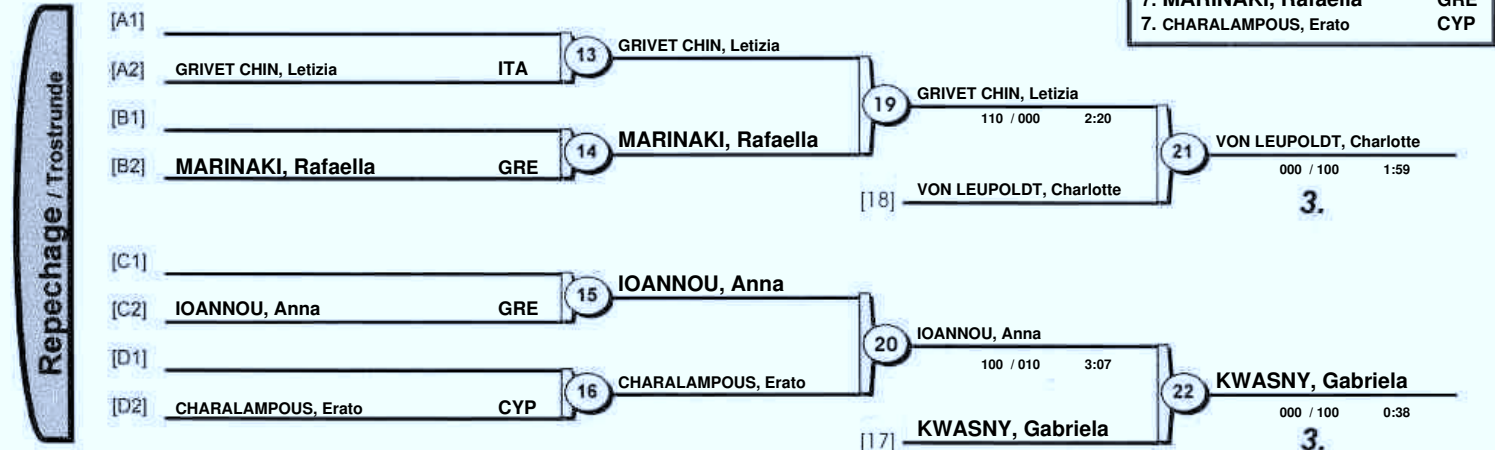 7. MARINAKI, Rafaella GRE
7. CHARALAMPOUS, Erato CYP
Repechage / Trostrunde
[A1]
[A2] GRIVET CHIN, Letizia ITA
13
GRIVET CHIN, Letizia
[B1]
[B2] MARINAKI, Rafaella GRE
14
MARINAKI, Rafaella
19
GRIVET CHIN, Letizia
110 / 000 2:20
[18] VON LEUPOLDT, Charlotte
21
VON LEUPOLDT, Charlotte
000 / 100 1:59
3.
[C1]
[C2] IOANNOU, Anna GRE
15
IOANNOU, Anna
[D1]
[D2] CHARALAMPOUS, Erato CYP
16
CHARALAMPOUS, Erato
20
IOANNOU, Anna
100 / 010 3:07
[17] KWASNY, Gabriela
22
KWASNY, Gabriela
000 / 100 0:38
3.